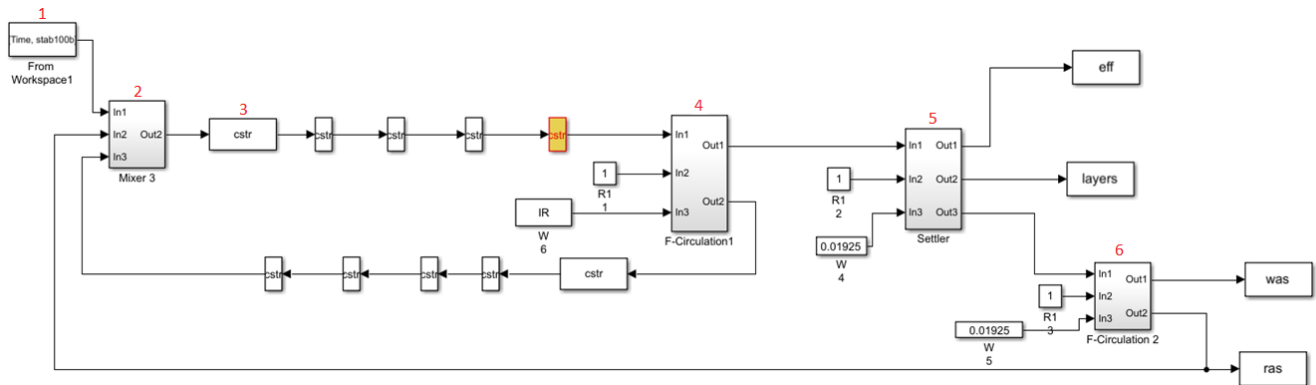 1
Time, stab100b
From
Workspace1
2
In1
In2
In3
Out2
Mixer 3
3
cstr
cstr
cstr
cstr
cstr
4
In1
In2
In3
Out1
Out2
F-Circulation1
1
R1
1
IR
W
6
cstr
cstr
cstr
cstr
cstr
5
In1
In2
In3
Out1
Out2
Out3
Settler
1
R1
2
0.01925
W
4
eff
layers
6
In1
In2
In3
Out1
Out2
F-Circulation 2
1
R1
3
0.01925
W
5
was
ras